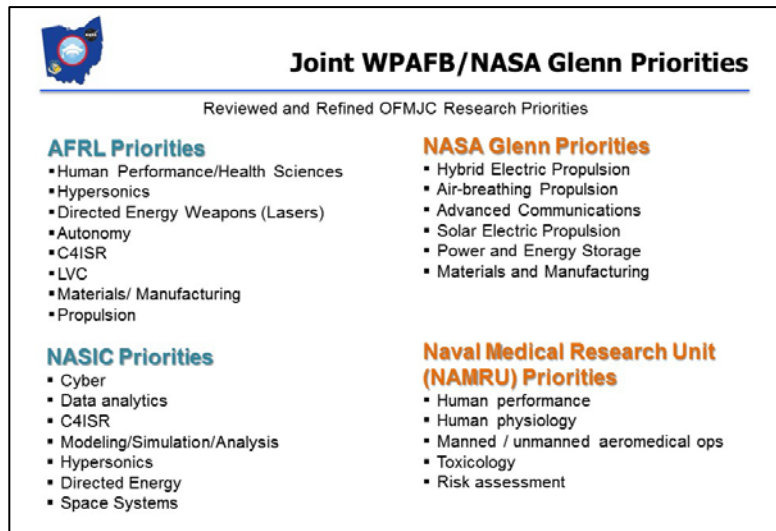 Joint WPAFB/NASA Glenn Priorities
Reviewed and Refined OFMJC Research Priorities
AFRL Priorities
▪Human Performance/Health Sciences
▪Hypersonics
▪Directed Energy Weapons (Lasers)
▪Autonomy
▪C4ISR
▪LVC
▪Materials/ Manufacturing
▪Propulsion
NASIC Priorities
▪ Cyber
▪ Data analytics
▪ C4ISR
▪ Modeling/Simulation/Analysis
▪ Hypersonics
▪ Directed Energy
▪ Space Systems
NASA Glenn Priorities
▪ Hybrid Electric Propulsion
▪ Air-breathing Propulsion
▪ Advanced Communications
▪ Solar Electric Propulsion
▪ Power and Energy Storage
▪ Materials and Manufacturing
Naval Medical Research Unit
(NAMRU) Priorities
▪ Human performance
▪ Human physiology
▪ Manned / unmanned aeromedical ops
▪ Toxicology
▪ Risk assessment